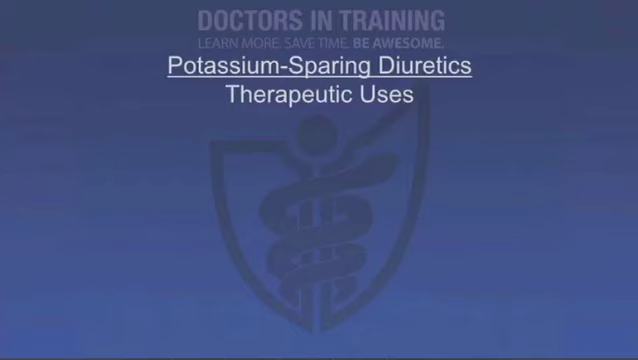 DOCTORS IN TRAINING
LEARN MORE. SAVE TIME. BE AWESOME.
Potassium-Sparing Diuretics
Therapeutic Uses